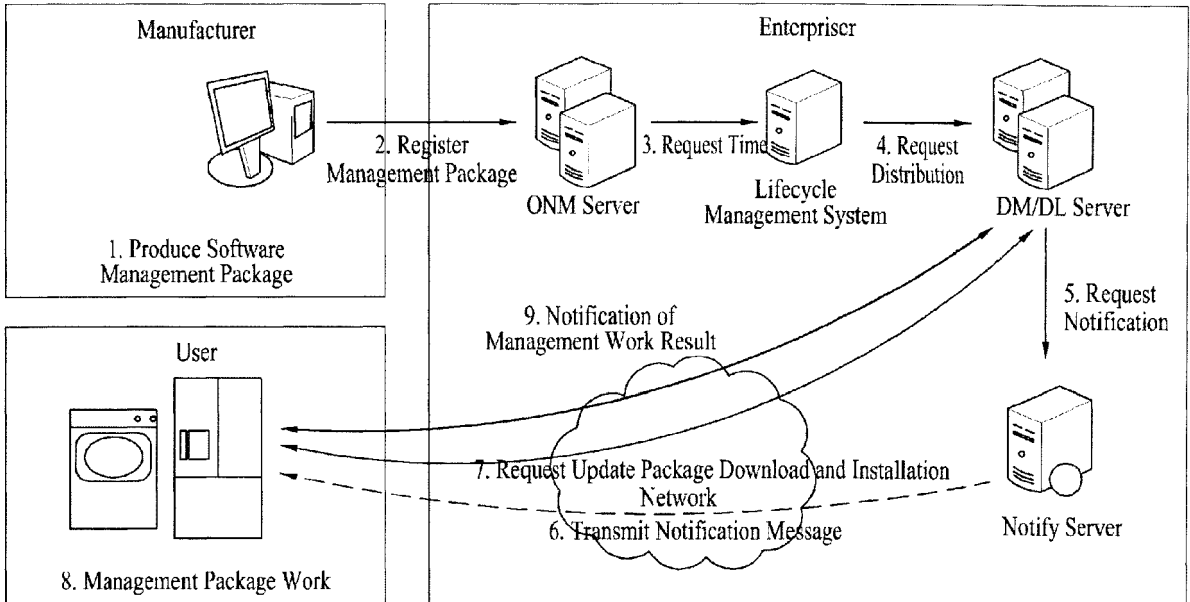 Manufacturer
Enterpriser
2. Register
Management Package
3. Request Time
4. Request
Distribution
ONM Server
Lifecycle
Management System
DM/DL Server
1. Produce Software
Management Package
5. Request
Notification
9. Notification of
Management Work Result
User
7. Request Update Package Download and Installation
Network
6. Transmit Notification Message
Notify Server
8. Management Package Work